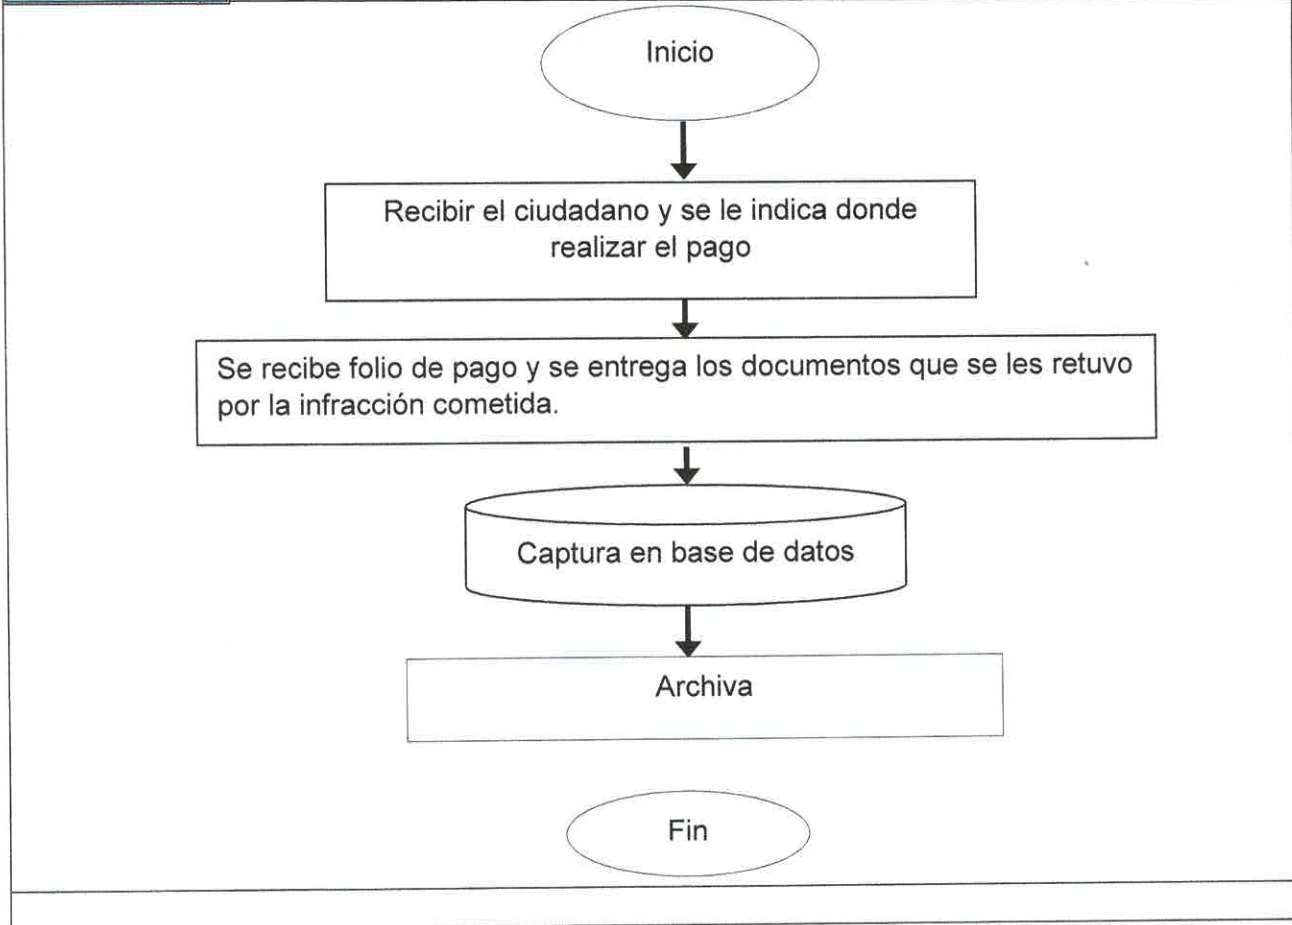 Inicio
Recibir el ciudadano y se le indica donde
realizar el pago
Se recibe folio de pago y se entrega los documentos que se les retuvo
por la infracción cometida.
Captura en base de datos
Archiva
Fin